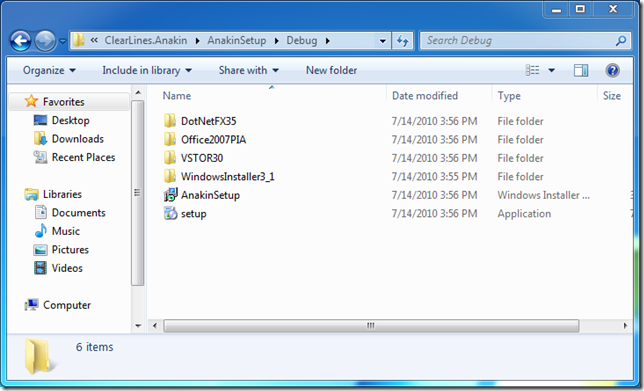 « ClearLines.Anakin ▸ AnakinSetup ▸ Debug ▸
Search Debug
Organize Include in library Share with New folder
Favorites
Desktop
Downloads
Recent Places
Libraries
Documents
Music
Pictures
Videos
Computer
Name Date modified Type Size
DotNetFX35 7/14/2010 3:56 PM File folder
Office2007PIA 7/14/2010 3:56 PM File folder
VSTOR30 7/14/2010 3:56 PM File folder
WindowsInstaller3_1 7/14/2010 3:55 PM File folder
AnakinSetup 7/14/2010 3:56 PM Windows Installer ...
setup 7/14/2010 3:56 PM Application
6 items